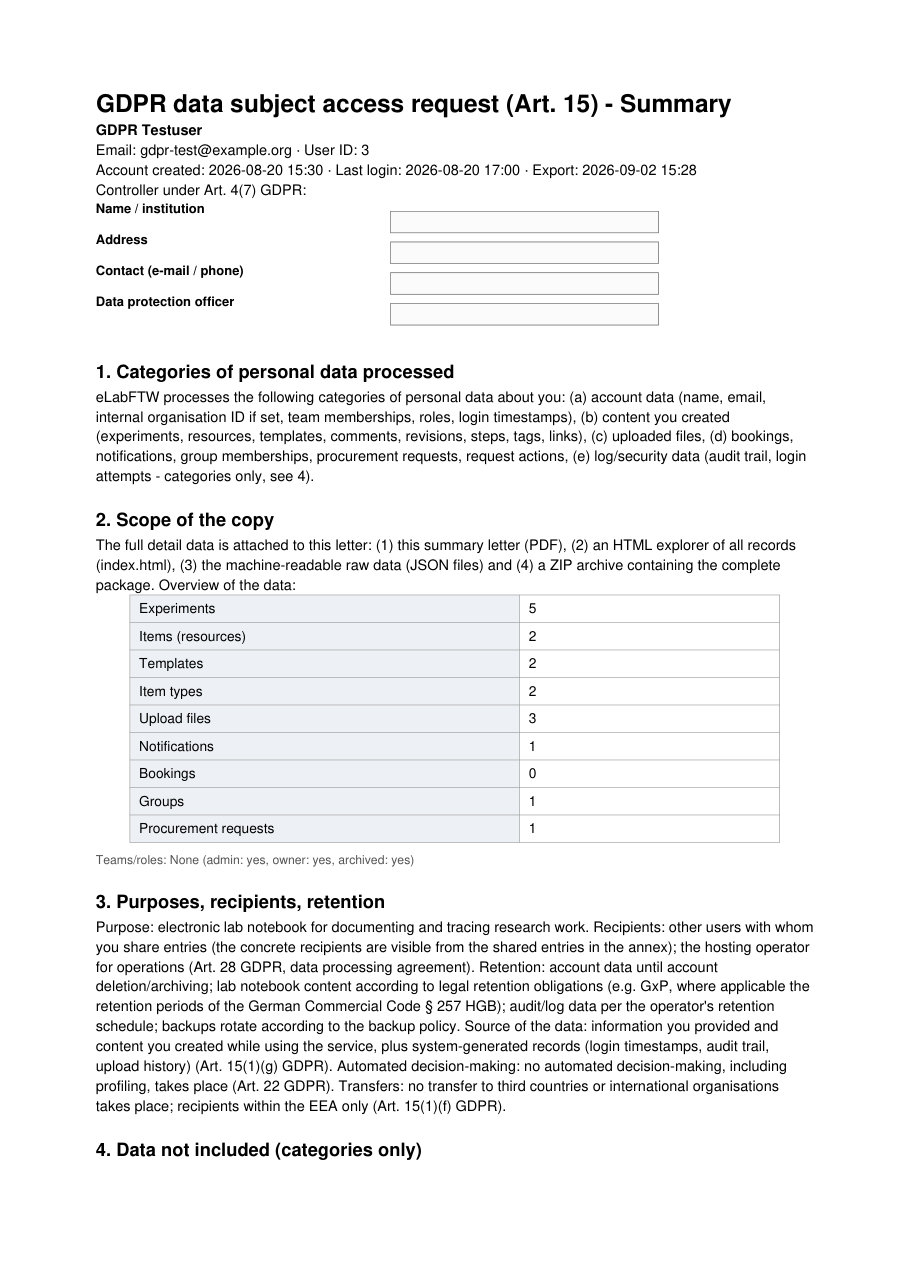 GDPR data subject access request (Art. 15) - Summary
GDPR Testuser
Email: gdpr-test@example.org · User ID: 3
Account created: 2026-08-20 15:30 · Last login: 2026-08-20 17:00 · Export: 2026-09-02 15:28
Controller under Art. 4(7) GDPR:
Name / institution
Address
Contact (e-mail / phone)
Data protection officer
1. Categories of personal data processed
eLabFTW processes the following categories of personal data about you: (a) account data (name, email,
internal organisation ID if set, team memberships, roles, login timestamps), (b) content you created
(experiments, resources, templates, comments, revisions, steps, tags, links), (c) uploaded files, (d) bookings,
notifications, group memberships, procurement requests, request actions, (e) log/security data (audit trail, login
attempts - categories only, see 4).
2. Scope of the copy
The full detail data is attached to this letter: (1) this summary letter (PDF), (2) an HTML explorer of all records
(index.html), (3) the machine-readable raw data (JSON files) and (4) a ZIP archive containing the complete
package. Overview of the data:
Experiments 5
Items (resources) 2
Templates 2
Item types 2
Upload files 3
Notifications 1
Bookings 0
Groups 1
Procurement requests 1
Teams/roles: None (admin: yes, owner: yes, archived: yes)
3. Purposes, recipients, retention
Purpose: electronic lab notebook for documenting and tracing research work. Recipients: other users with whom
you share entries (the concrete recipients are visible from the shared entries in the annex); the hosting operator
for operations (Art. 28 GDPR, data processing agreement). Retention: account data until account
deletion/archiving; lab notebook content according to legal retention obligations (e.g. GxP, where applicable the
retention periods of the German Commercial Code § 257 HGB); audit/log data per the operator's retention
schedule; backups rotate according to the backup policy. Source of the data: information you provided and
content you created while using the service, plus system-generated records (login timestamps, audit trail,
upload history) (Art. 15(1)(g) GDPR). Automated decision-making: no automated decision-making, including
profiling, takes place (Art. 22 GDPR). Transfers: no transfer to third countries or international organisations
takes place; recipients within the EEA only (Art. 15(1)(f) GDPR).
4. Data not included (categories only)